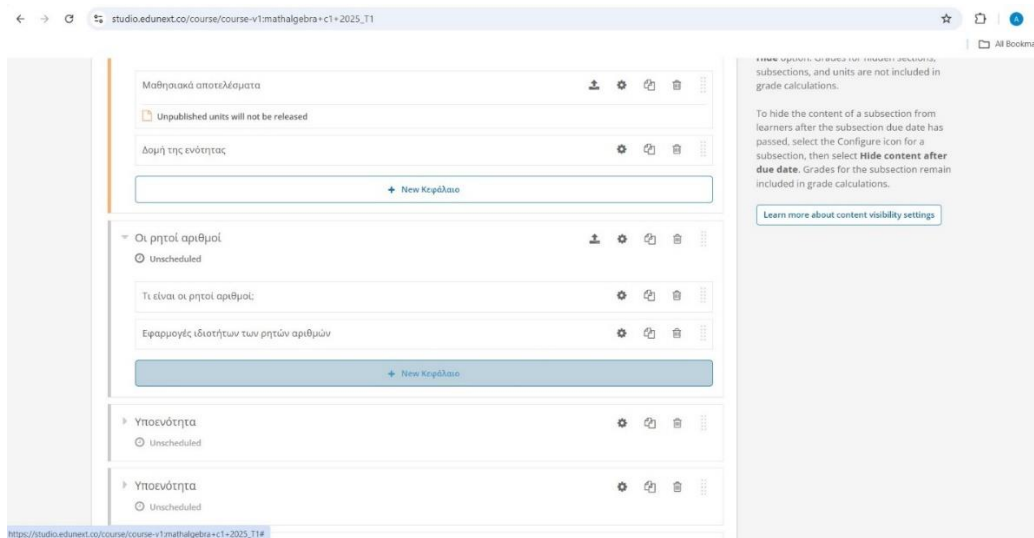 studio.edunext.co/course/course-v1:mathalgebra+c1+2025_T1
A
All Bookma
Hide option. Grades for hidden sections,
subsections, and units are not included in
grade calculations.
Μαθησιακά αποτελέσματα
Unpublished units will not be released
To hide the content of a subsection from
learners after the subsection due date has
passed, select the Configure icon for a
subsection, then select Hide content after
due date. Grades for the subsection remain
included in grade calculations.
Δομή της ενότητας
+ New Κεφάλαιο
Learn more about content visibility settings
Οι ρητοί αριθμοί
Unscheduled
Τι είναι οι ρητοί αριθμοί;
Εφαρμογές ιδιοτήτων των ρητών αριθμών
+ New Κεφάλαιο
Υποενότητα
Unscheduled
Υποενότητα
Unscheduled
https://studio.edunext.co/course/course-v1:mathalgebra+c1+2025_T1#